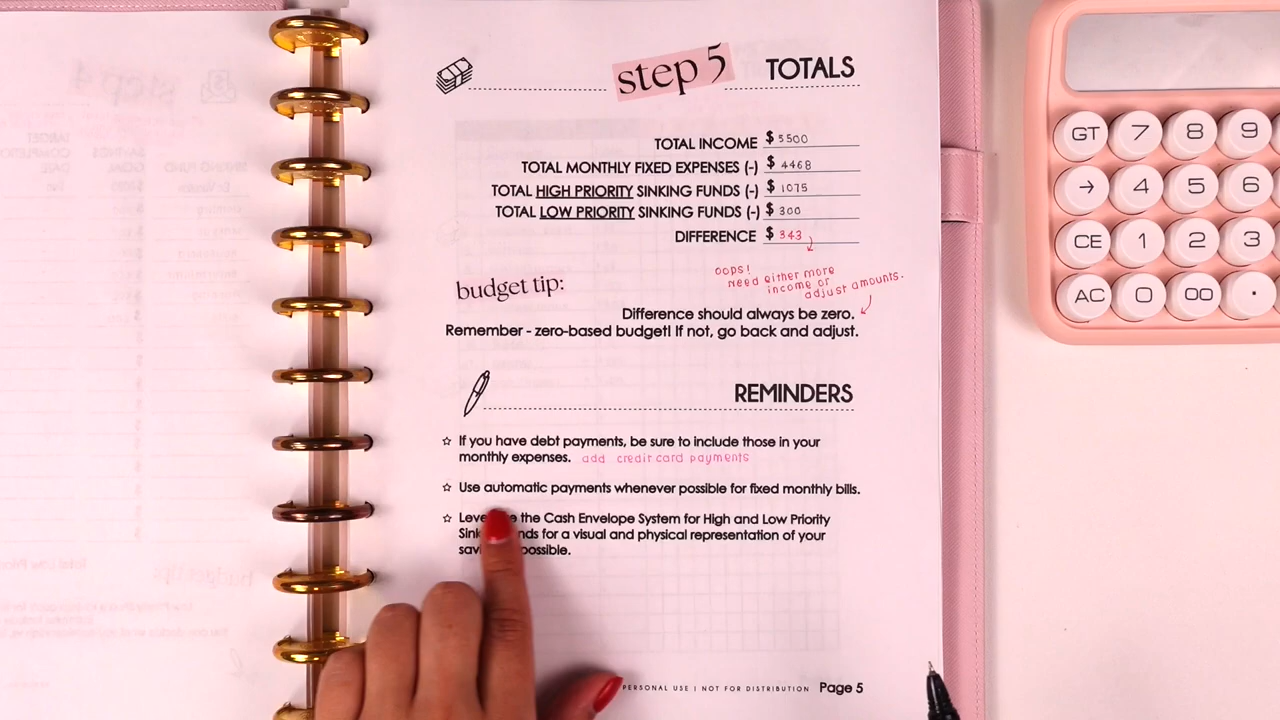 step 5 TOTALS
TOTAL INCOME $ 5500
TOTAL MONTHLY FIXED EXPENSES (-) $ 4468
TOTAL HIGH PRIORITY SINKING FUNDS (-) $ 1075
TOTAL LOW PRIORITY SINKING FUNDS (-) $ 300
DIFFERENCE $ 343
oops!
need either more
income or
adjust amounts.
budget tip:
Difference should always be zero.
Remember - zero-based budget! If not, go back and adjust.
REMINDERS
If you have debt payments, be sure to include those in your
monthly expenses. add credit card payments
Use automatic payments whenever possible for fixed monthly bills.
the Cash Envelope System for High and Low Priority
for a visual and physical representation of your
possible.
PERSONAL USE | NOT FOR DISTRIBUTION Page 5
GT 7 8 9
→ 4 5 6
CE 1 2 3
AC 0 00 .